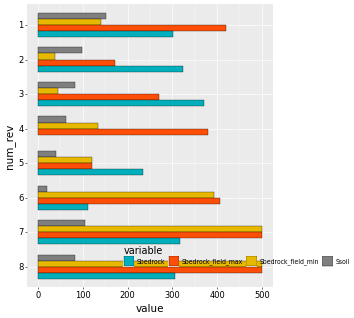 num_rev
1
2
3
4
5
6
7
8
variable
Sbedrock Sbedrock_field_max Sbedrock_field_min Ssoil
0 100 200 300 400 500
value